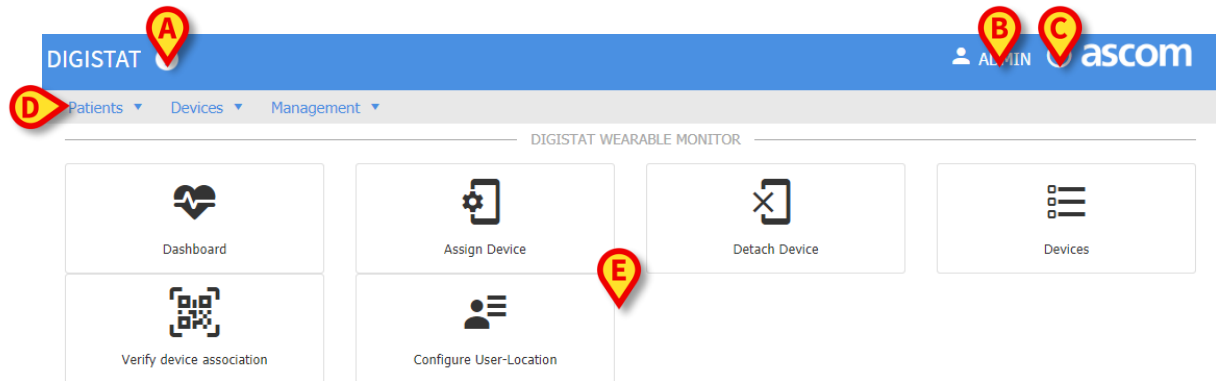 A
B
C
DIGISTAT
ADMIN
ascom
D
Patients
Devices
Management
DIGISTAT WEARABLE MONITOR
Dashboard
Assign Device
Detach Device
Devices
E
Verify device association
Configure User-Location